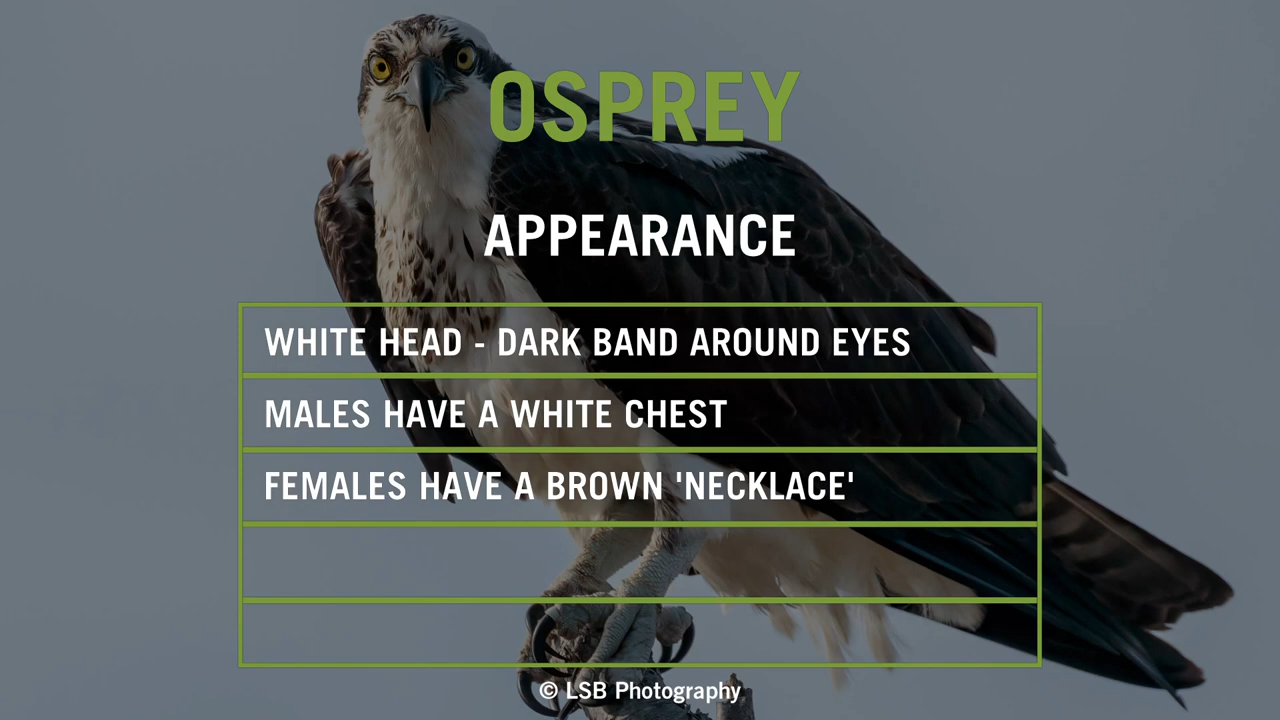 OSPREY
APPEARANCE
WHITE HEAD - DARK BAND AROUND EYES
MALES HAVE A WHITE CHEST
FEMALES HAVE A BROWN 'NECKLACE'
© LSB Photography